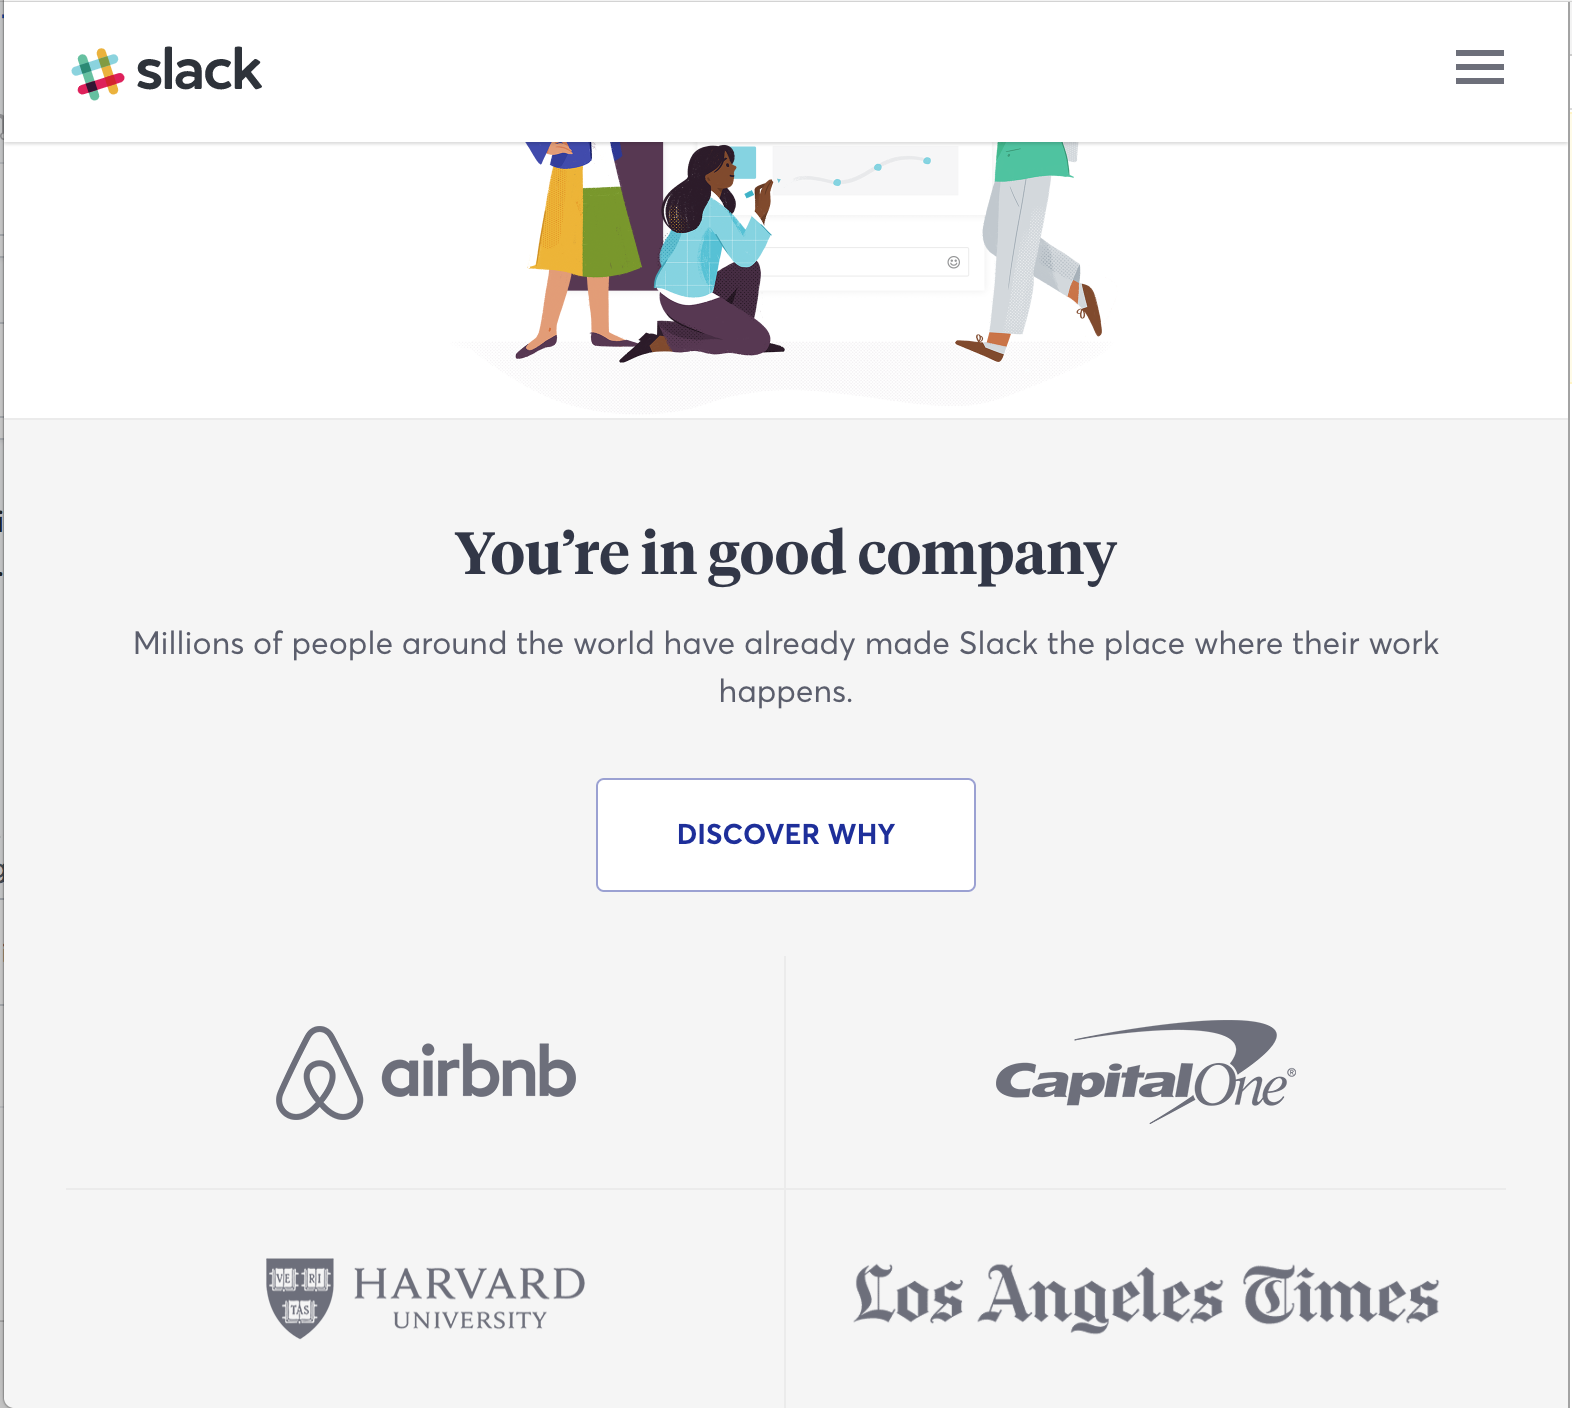 slack
You’re in good company
Millions of people around the world have already made Slack the place where their work
happens.
DISCOVER WHY
airbnb
CapitalOne®
VE RI
TAS
HARVARD
UNIVERSITY
Los Angeles Times